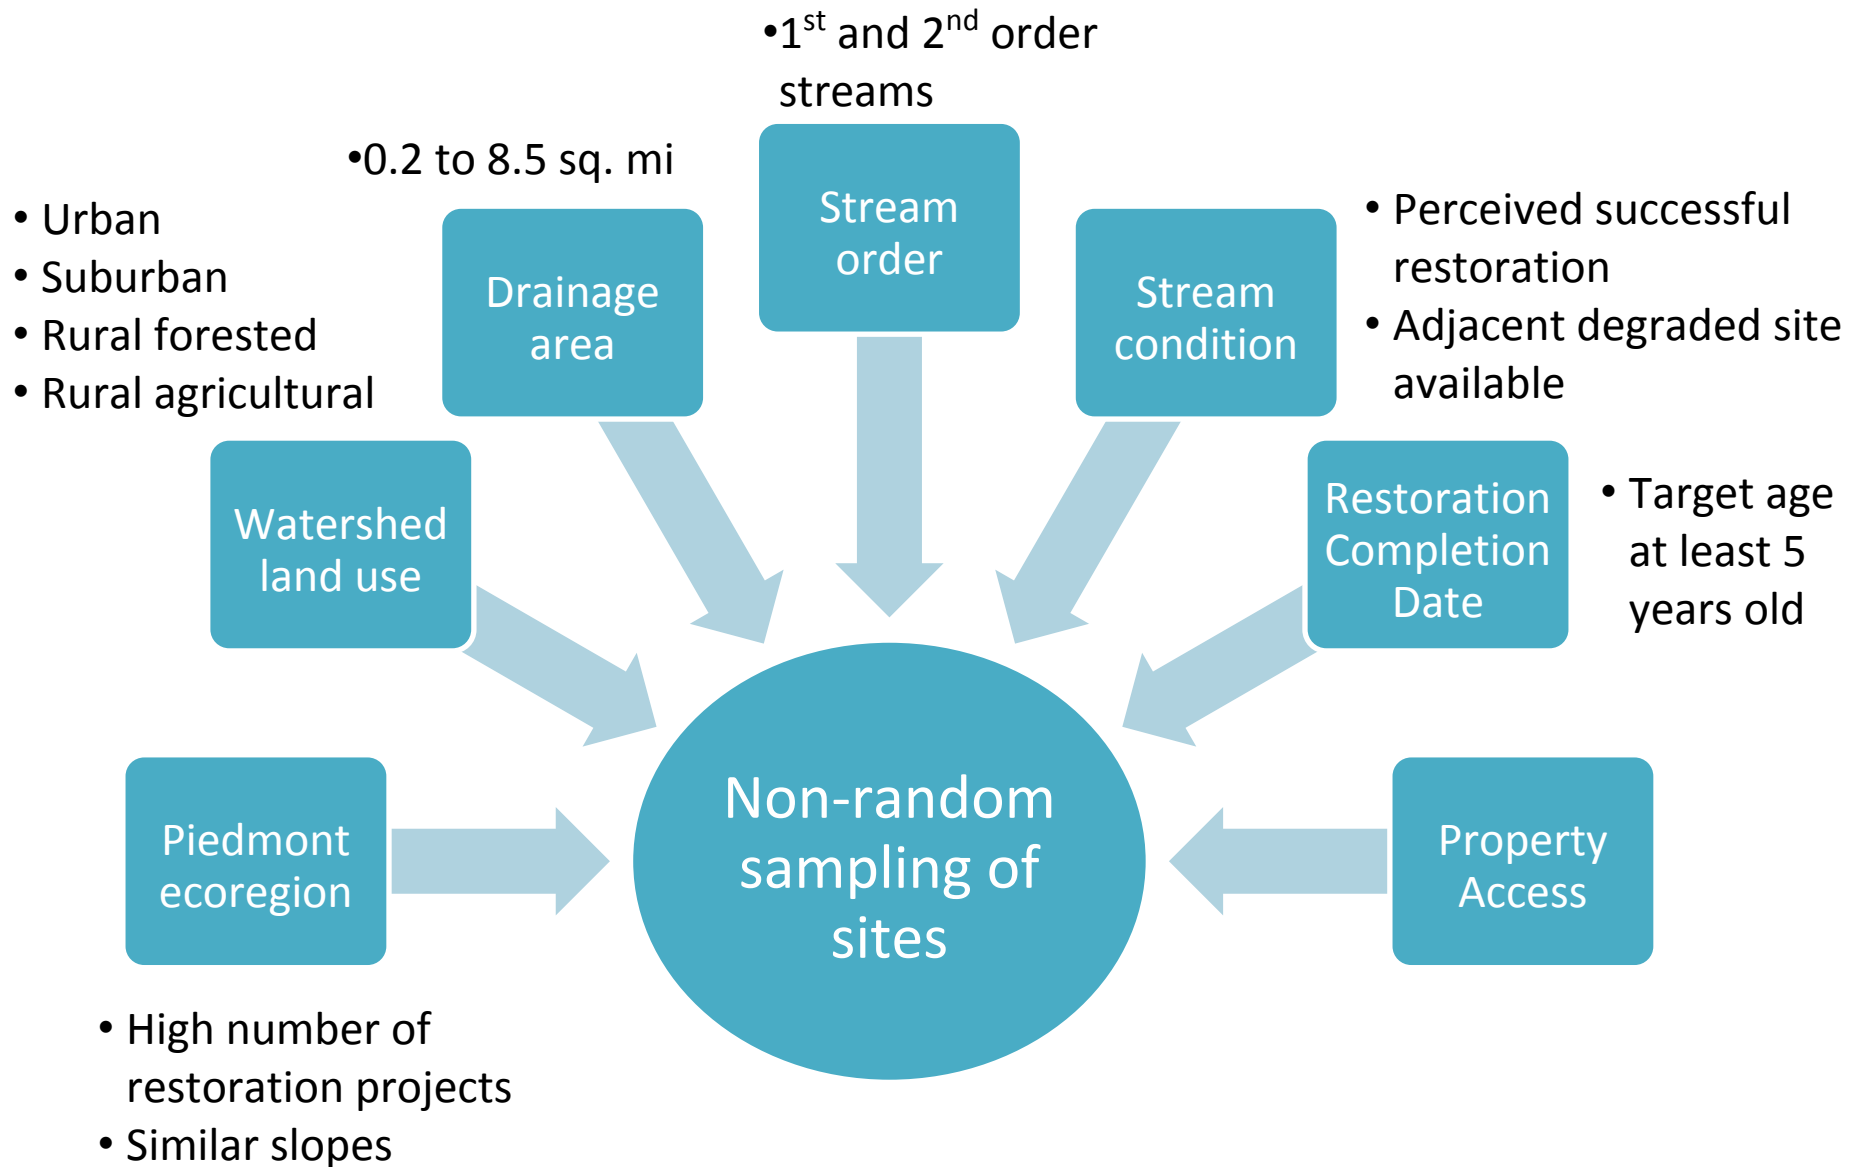 •1st and 2nd order
streams
Stream
order
•0.2 to 8.5 sq. mi
Drainage
area
• Urban
• Suburban
• Rural forested
• Rural agricultural
Watershed
land use
Stream
condition
• Perceived successful
restoration
• Adjacent degraded site
available
Restoration
Completion
Date
• Target age
at least 5
years old
Piedmont
ecoregion
• High number of
restoration projects
• Similar slopes
Non-random
sampling of
sites
Property
Access